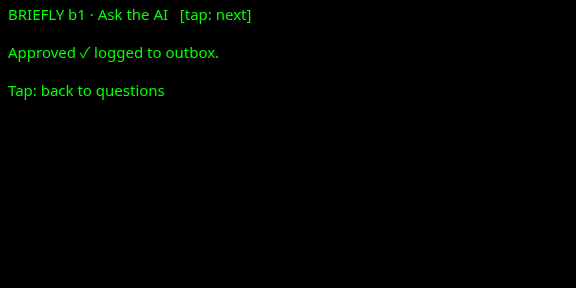 BRIEFLY b1 · Ask the AI [tap: next]
Approved ✓ logged to outbox.
Tap: back to questions